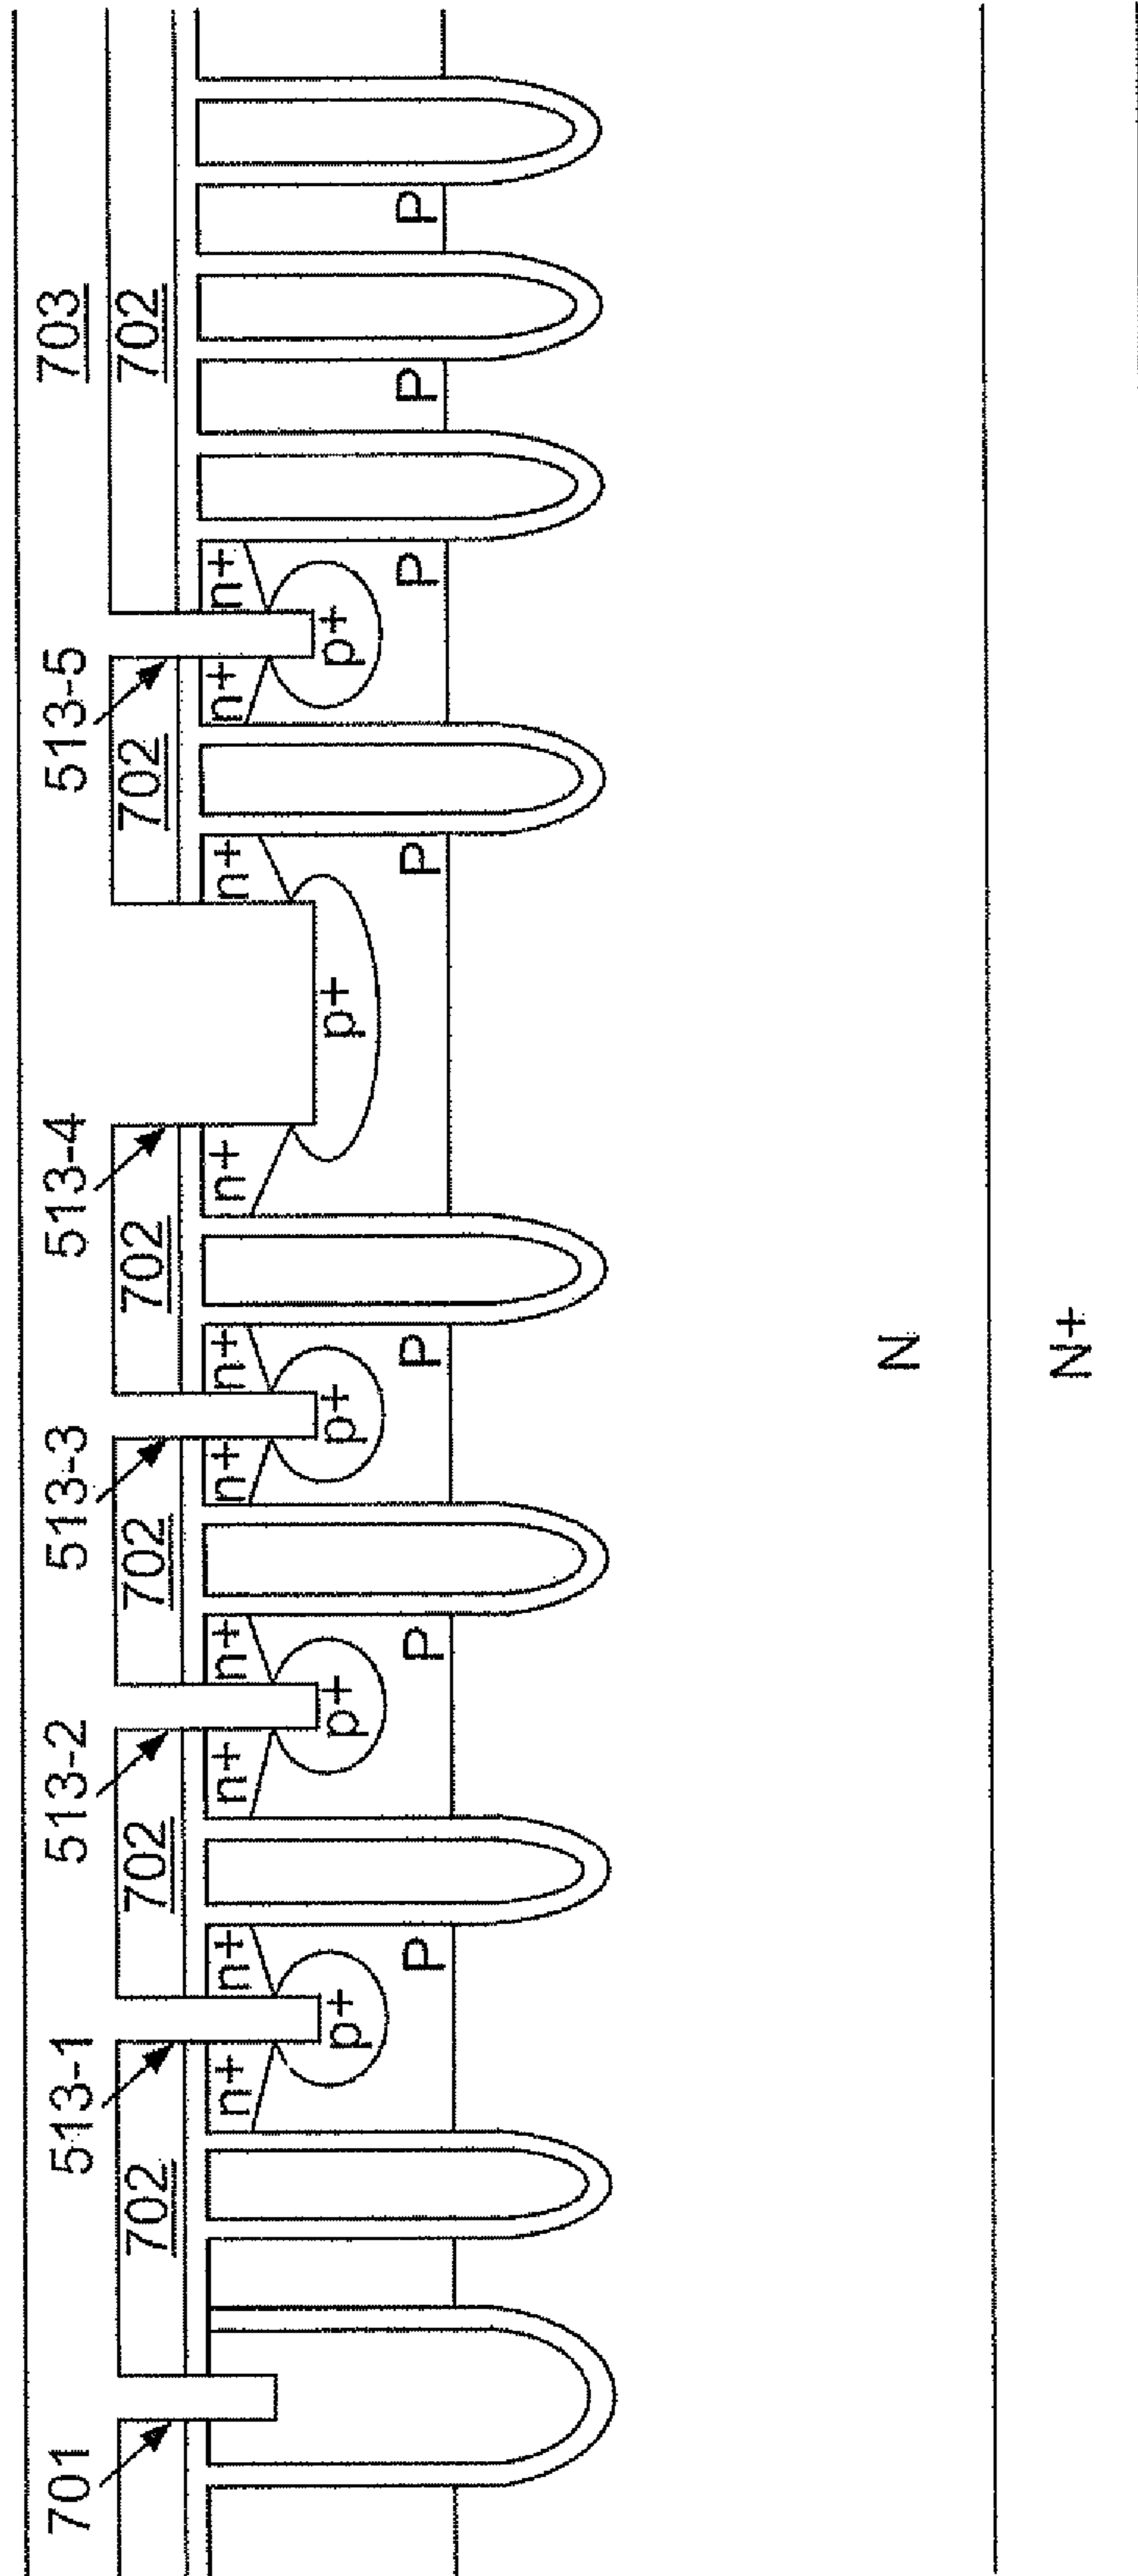 701 513-1 513-2 513-3 513-4 513-5 703
702 702 702 702 702 702
n+ n+ n+ n+ n+ n+ n+ n+ n+ n+
p+ p+ p+ p+ p+
P P P P P P P
N
N+